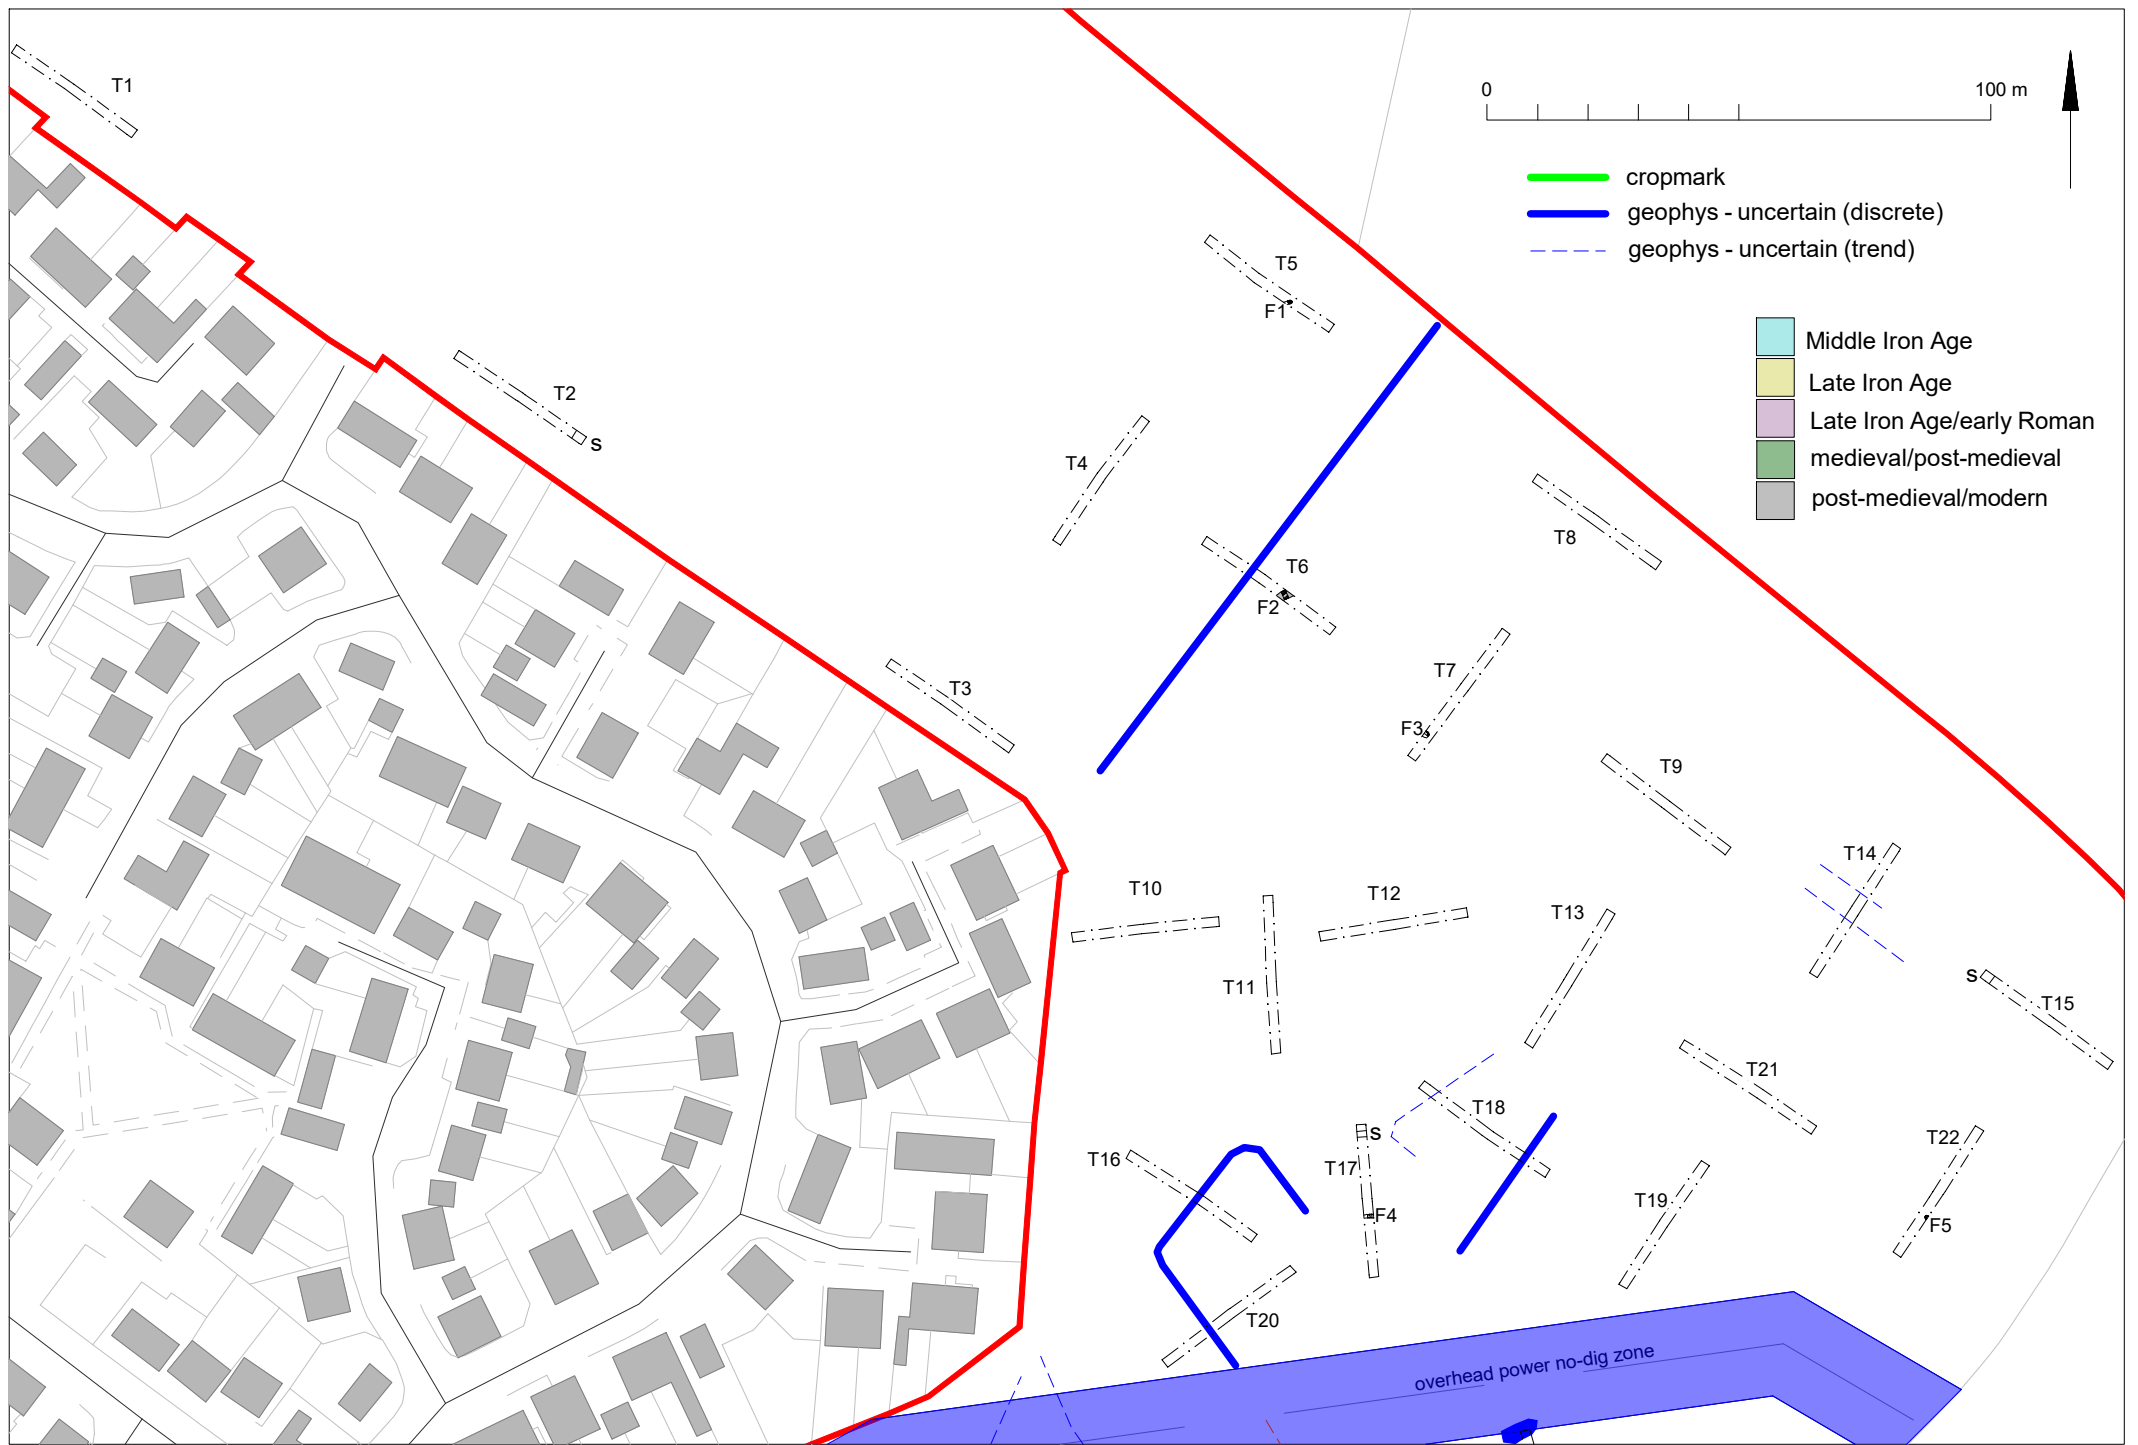 T1
0 100 m
cropmark
geophys - uncertain (discrete)
geophys - uncertain (trend)
T5
F1
Middle Iron Age
Late Iron Age
Late Iron Age/early Roman
medieval/post-medieval
post-medieval/modern
T2
S
T4
T8
T6
F2
T7
T3
F3
T9
T14
T10
T12
T13
S
T11
T15
T21
T18
S
T22
T16
T17
T19
F4
F5
T20
overhead power no-dig zone